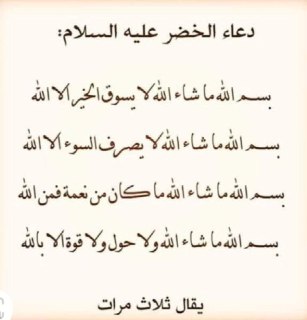 دعاء الخضر عليه السلام:
بسم الله ما شاء الله لا يسوق الخير الا الله
بسم الله ما شاء الله لا يصرف السوء الا الله
بسم الله ما شاء الله ما كان من نعمة فمن الله
بسم الله ما شاء الله ولا حول ولا قوة الا بالله
يقال ثلاث مرات